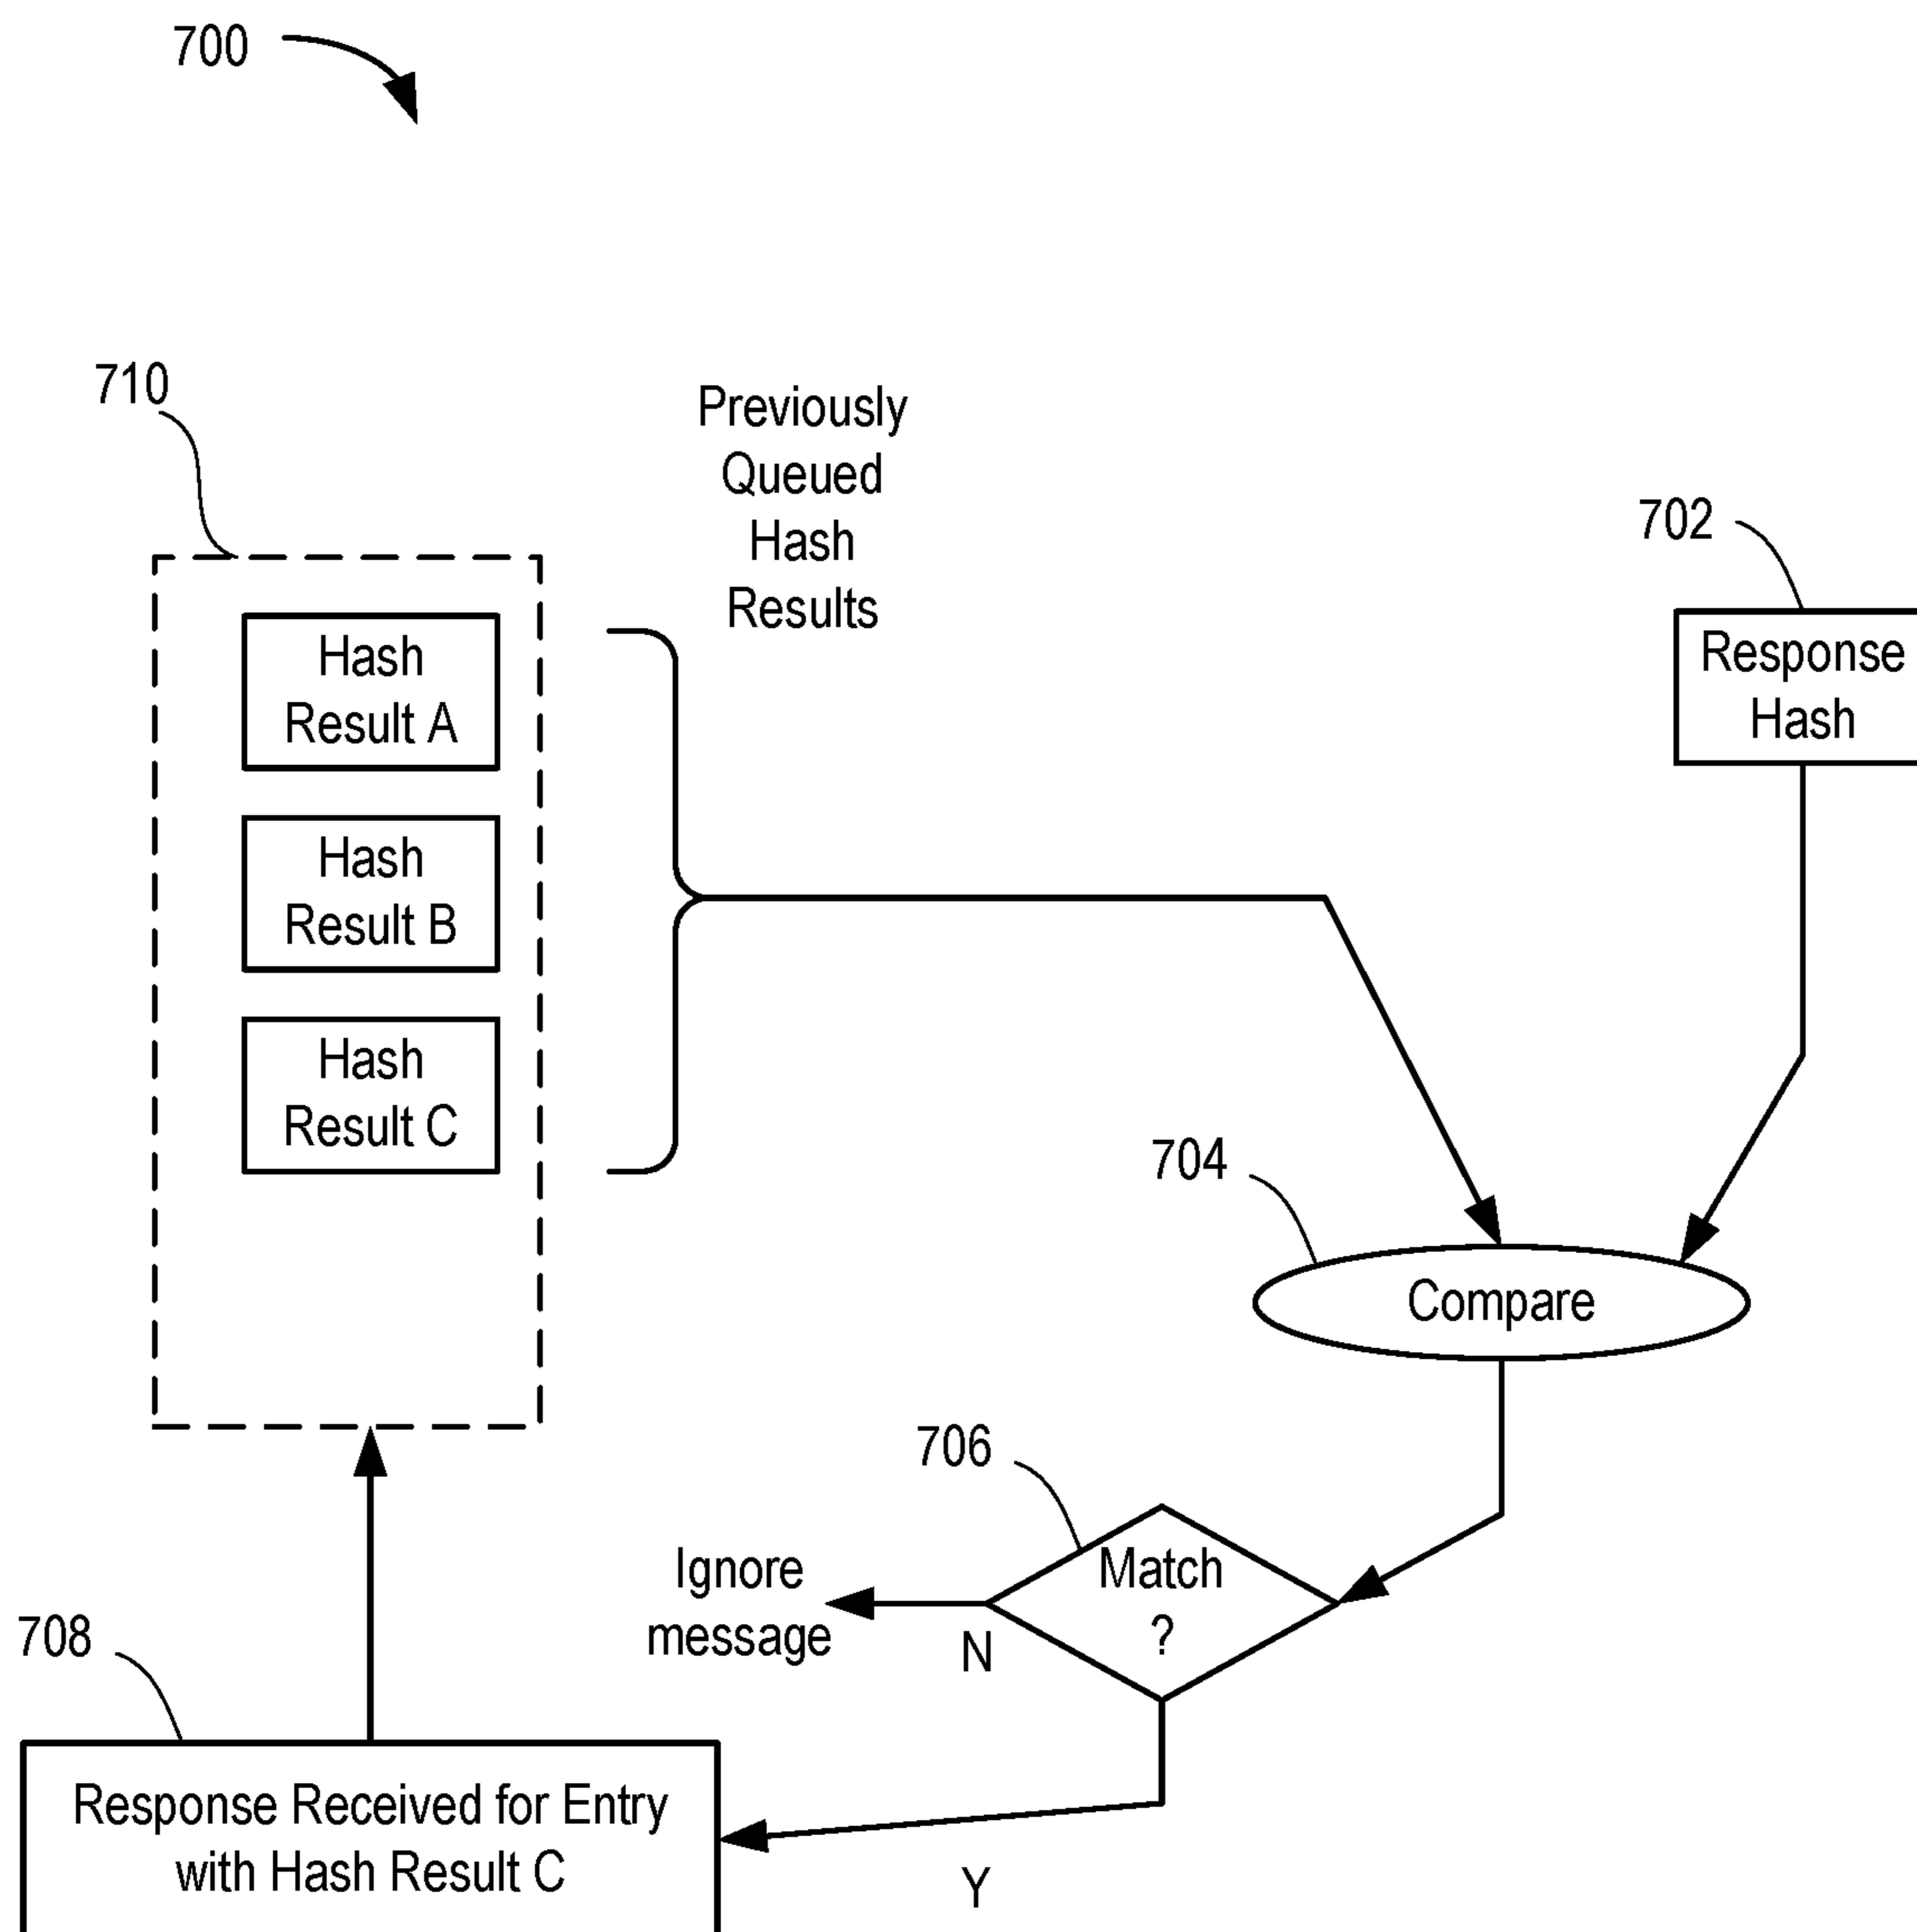 700
710
Previously
Queued
Hash
Results
702
Hash
Result A
Response
Hash
Hash
Result B
Hash
Result C
704
Compare
706
Match
?
Ignore
message
N
708
Response Received for Entry
with Hash Result C
Y